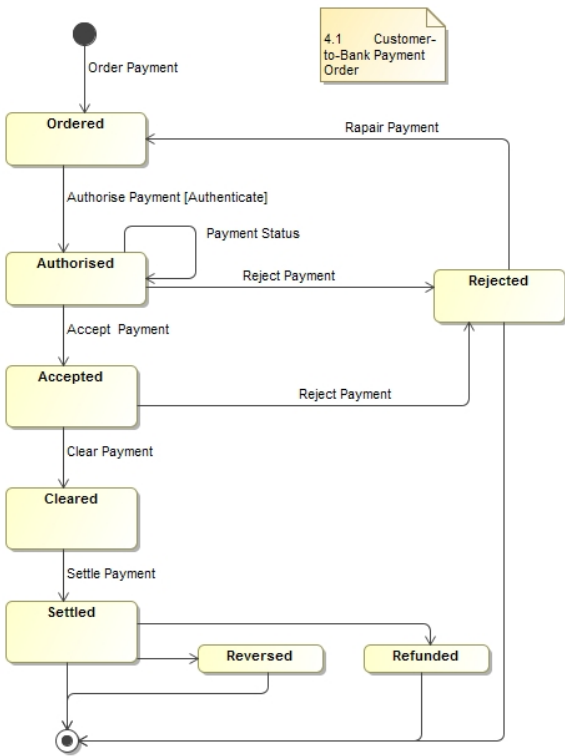 4.1 Customer-
to-Bank Payment
Order
Order Payment
Ordered
Rapair Payment
Authorise Payment [Authenticate]
Payment Status
Authorised
Reject Payment
Rejected
Accept  Payment
Accepted
Reject Payment
Clear Payment
Cleared
Settle Payment
Settled
Reversed
Refunded